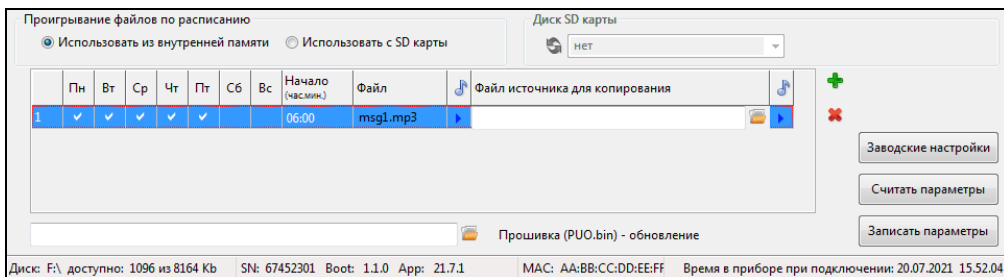 Проигрывание файлов по расписанию
Диск SD карты
Использовать из внутренней памяти Использовать с SD карты
нет
Пн Вт Ср Чт Пт Сб Вс Начало (час.мин.) Файл Файл источника для копирования
1 06:00 msg1.mp3
Заводские настройки
Считать параметры
Записать параметры
Прошивка (PUO.bin) - обновление
Диск: F:\ доступно: 1096 из 8164 Kb SN: 67452301 Boot: 1.1.0 App: 21.7.1 MAC: AA:BB:CC:DD:EE:FF Время в приборе при подключении: 20.07.2021 15.52.04